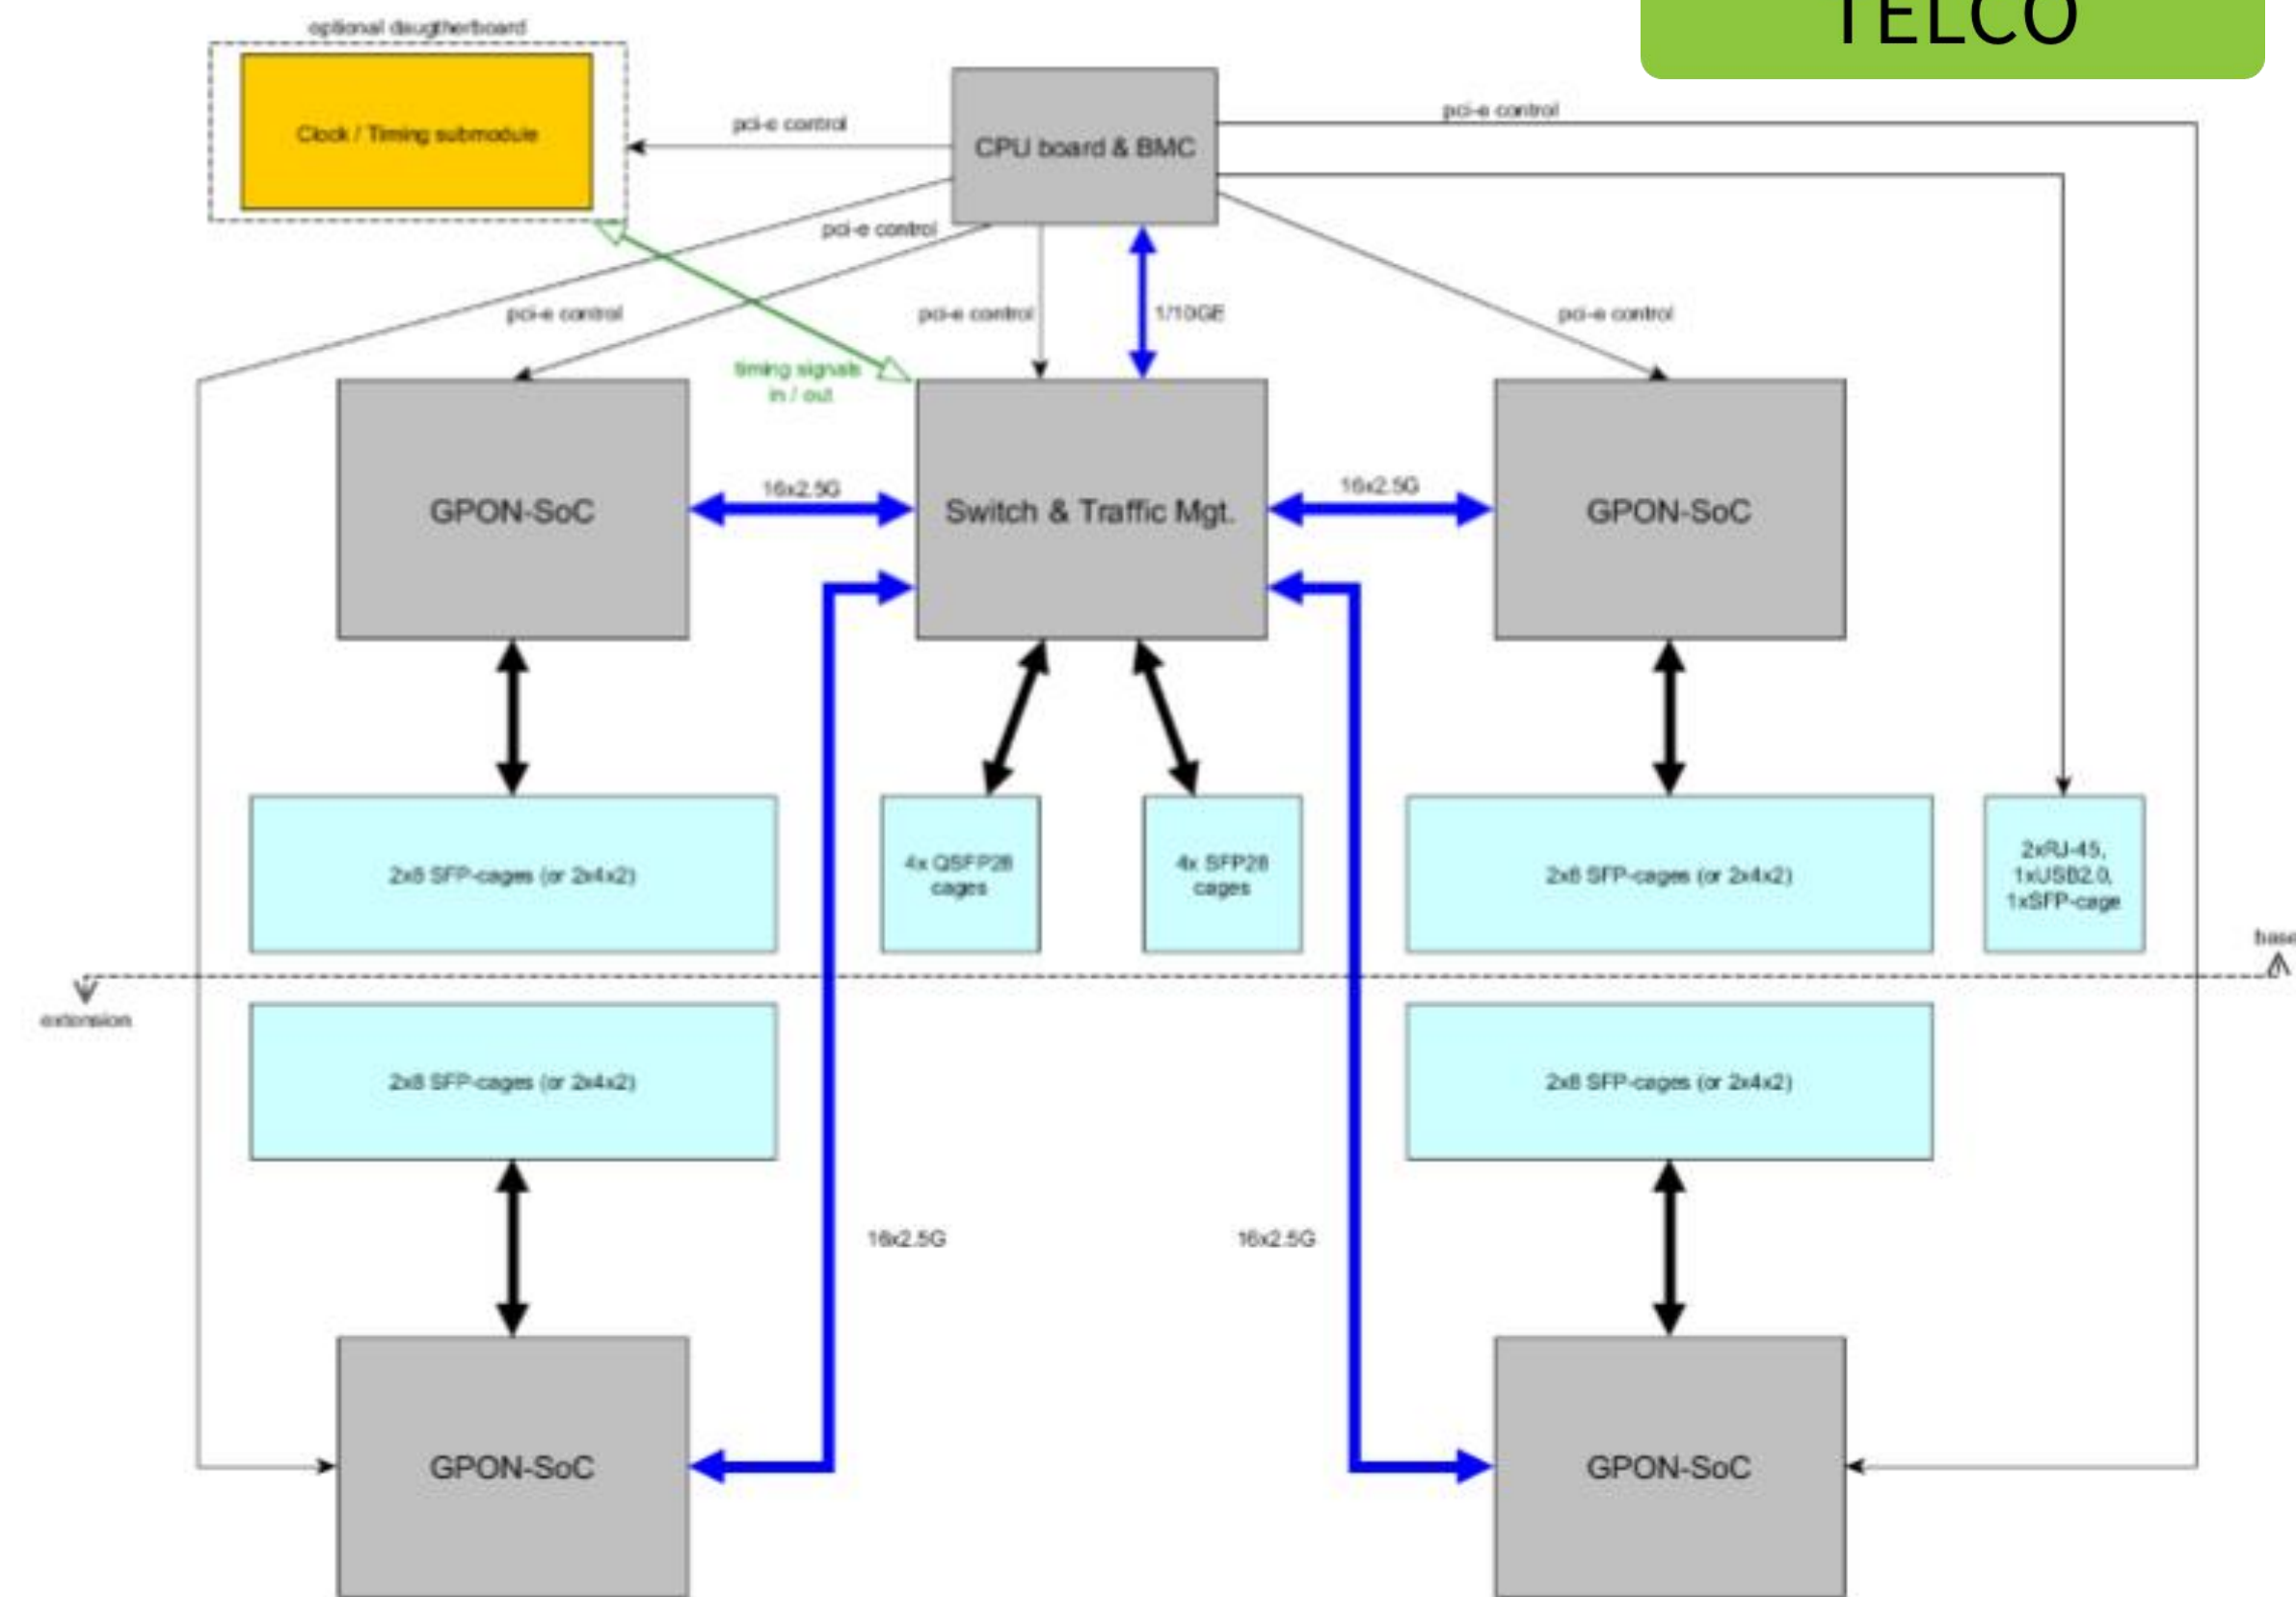 TELCO
optional daugtherboard
Clock / Timing submodule
pci-e control
CPU board & BMC
pci-e control
pci-e control
pci-e control
pci-e control
1/10GE
pci-e control
timing signals
in / out
GPON-SoC
16x2.5G
Switch & Traffic Mgt.
16x2.5G
GPON-SoC
2x8 SFP-cages (or 2x4x2)
4x QSFP28
cages
4x SFP28
cages
2x8 SFP-cages (or 2x4x2)
2xRJ-45,
1xUSB2.0,
1xSFP-cage
base
extension
2x8 SFP-cages (or 2x4x2)
2x8 SFP-cages (or 2x4x2)
16x2.5G
16x2.5G
GPON-SoC
GPON-SoC